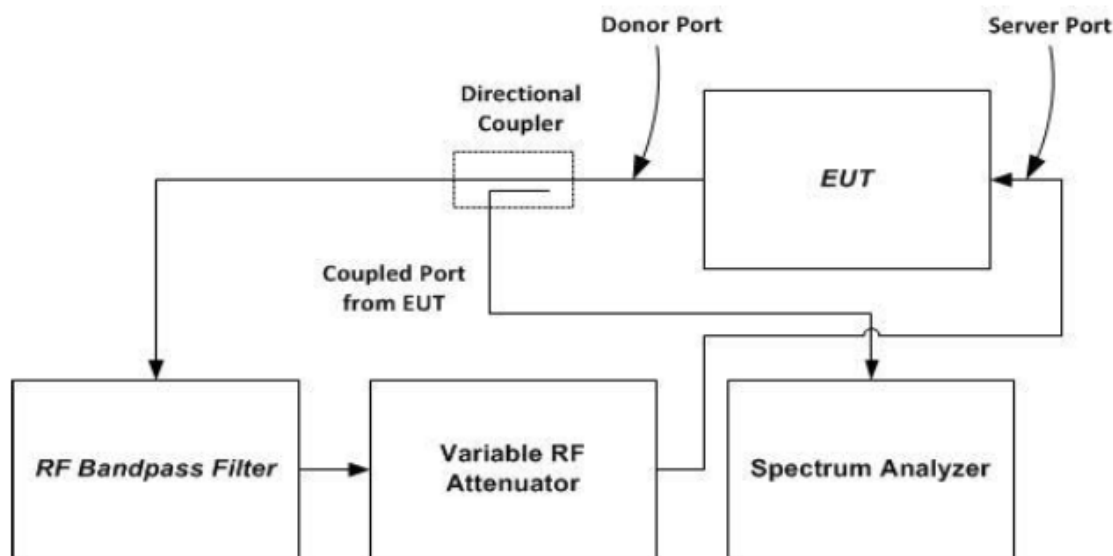 Donor Port
Server Port
Directional
Coupler
EUT
Coupled Port
from EUT
RF Bandpass Filter
Variable RF
Attenuator
Spectrum Analyzer